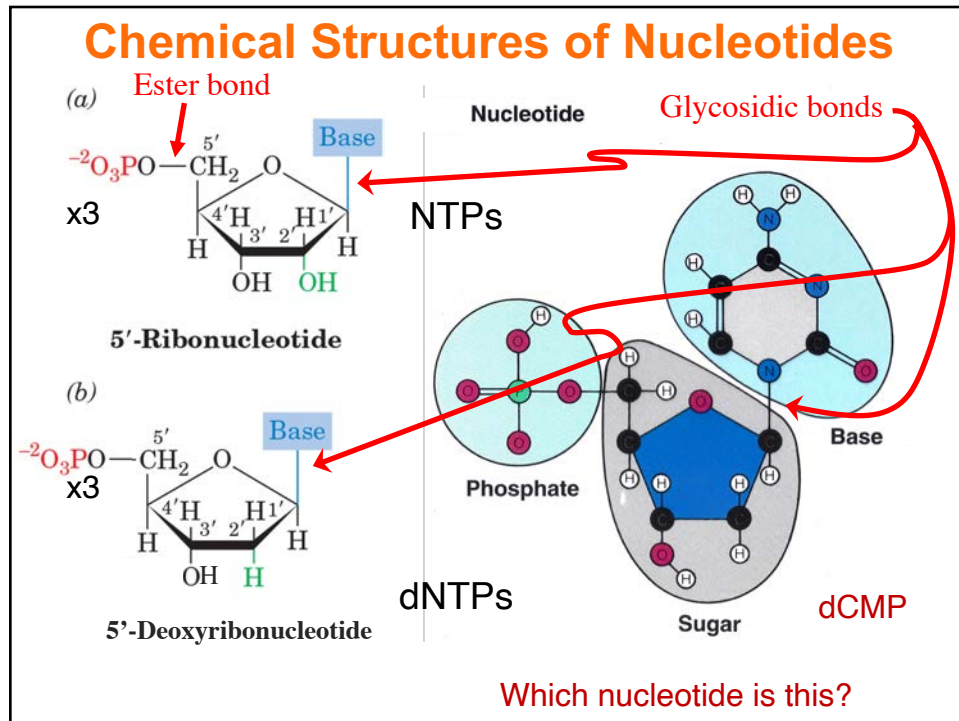 Chemical Structures of Nucleotides
(a)
Ester bond
Nucleotide
Glycosidic bonds
Base
5′
⁻²O₃PO—CH₂ O
x3
4′H H1′
3′ 2′
H H
OH OH
NTPs
5′-Ribonucleotide
(b)
Base
5′
⁻²O₃PO—CH₂ O
x3
4′H H1′
3′ 2′
H H
OH H
5’-Deoxyribonucleotide
dNTPs
H H
N
H C
C N
H
C C
N O
Base
H
O
O P O
O
Phosphate
H
C H
O
C C
H H
H H
C C
O H
H
Sugar
dCMP
Which nucleotide is this?